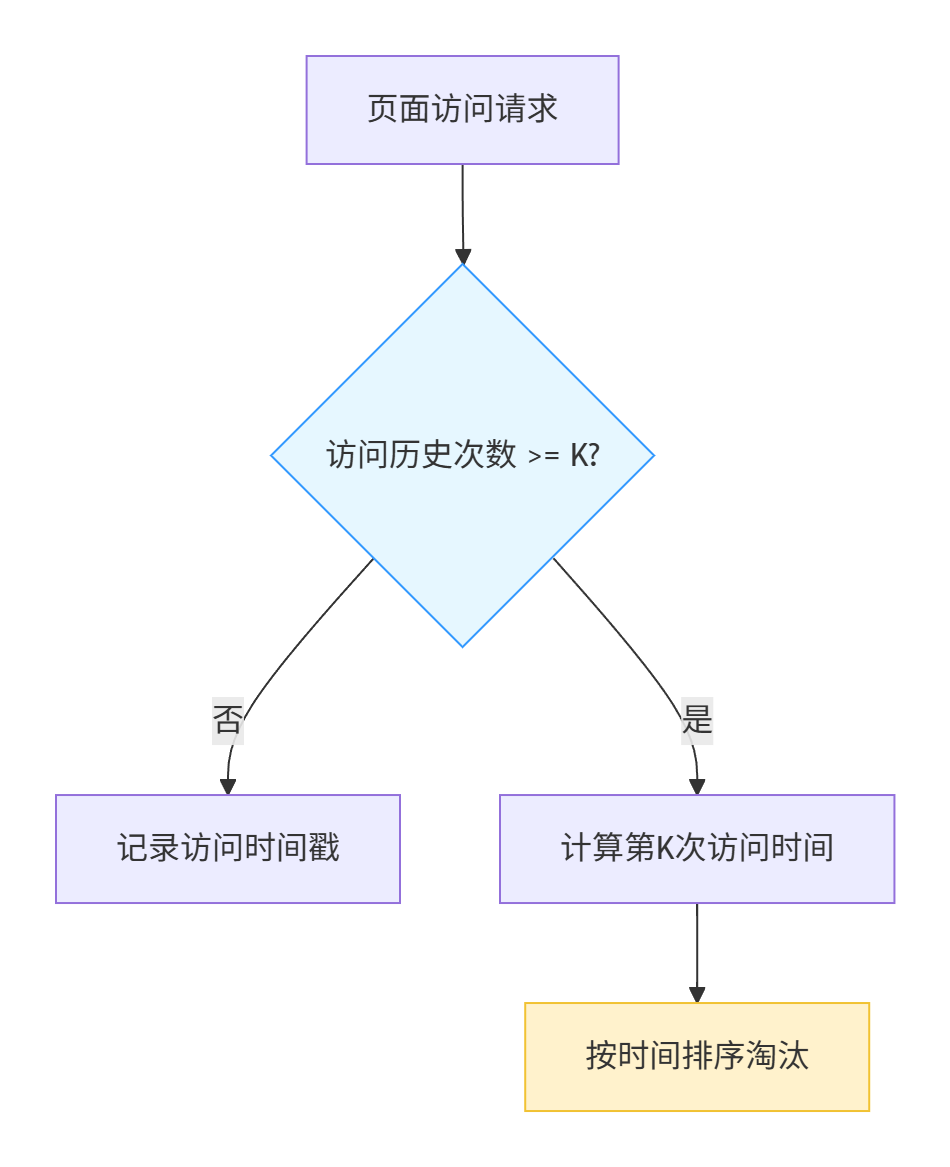 页面访问请求
访问历史次数 >= K?
否
是
记录访问时间戳
计算第K次访问时间
按时间排序淘汰